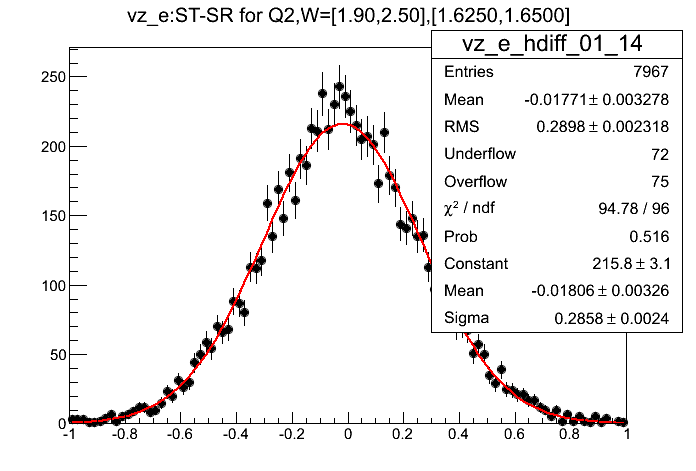 vz_e:ST-SR for Q2,W=[1.90,2.50],[1.6250,1.6500]
vz_e_hdiff_01_14
Entries 7967
Mean -0.01771 ± 0.003278
RMS 0.2898 ± 0.002318
Underflow 72
Overflow 75
χ² / ndf 94.78 / 96
Prob 0.516
Constant 215.8 ± 3.1
Mean -0.01806 ± 0.00326
Sigma 0.2858 ± 0.0024
250
200
150
100
50
0
-1 -0.8 -0.6 -0.4 -0.2 0 0.2 0.4 0.6 0.8 1